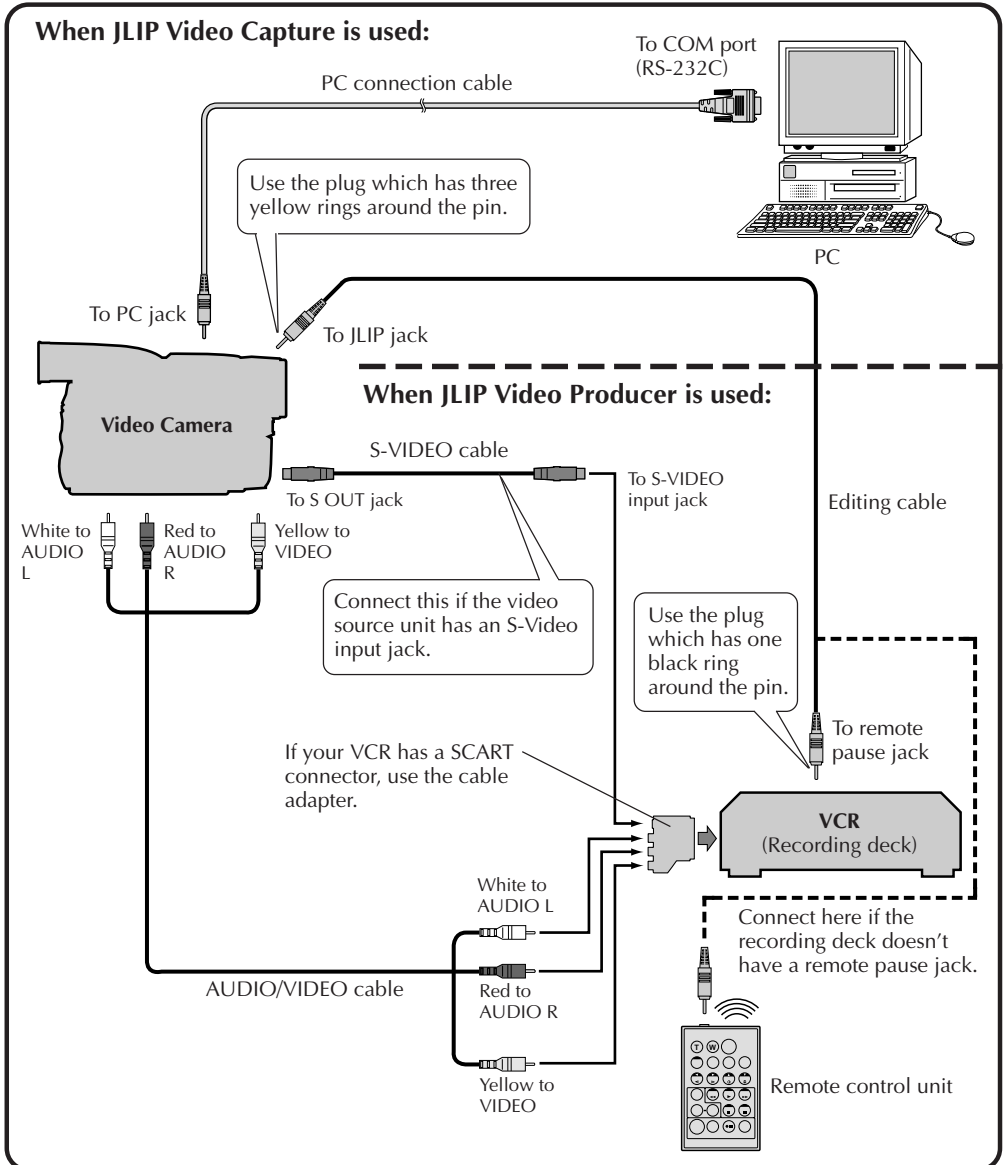 When JLIP Video Capture is used:
To COM port
(RS-232C)
PC connection cable
Use the plug which has three
yellow rings around the pin.
PC
To PC jack
To JLIP jack
When JLIP Video Producer is used:
Video Camera
S-VIDEO cable
To S OUT jack
To S-VIDEO
input jack
Editing cable
White to
AUDIO
L
Red to
AUDIO
R
Yellow to
VIDEO
Connect this if the video
source unit has an S-Video
input jack.
Use the plug
which has one
black ring
around the pin.
To remote
pause jack
If your VCR has a SCART
connector, use the cable
adapter.
VCR
(Recording deck)
White to
AUDIO L
Connect here if the
recording deck doesn't
have a remote pause jack.
AUDIO/VIDEO cable
Red to
AUDIO R
T W
Yellow to
VIDEO
Remote control unit